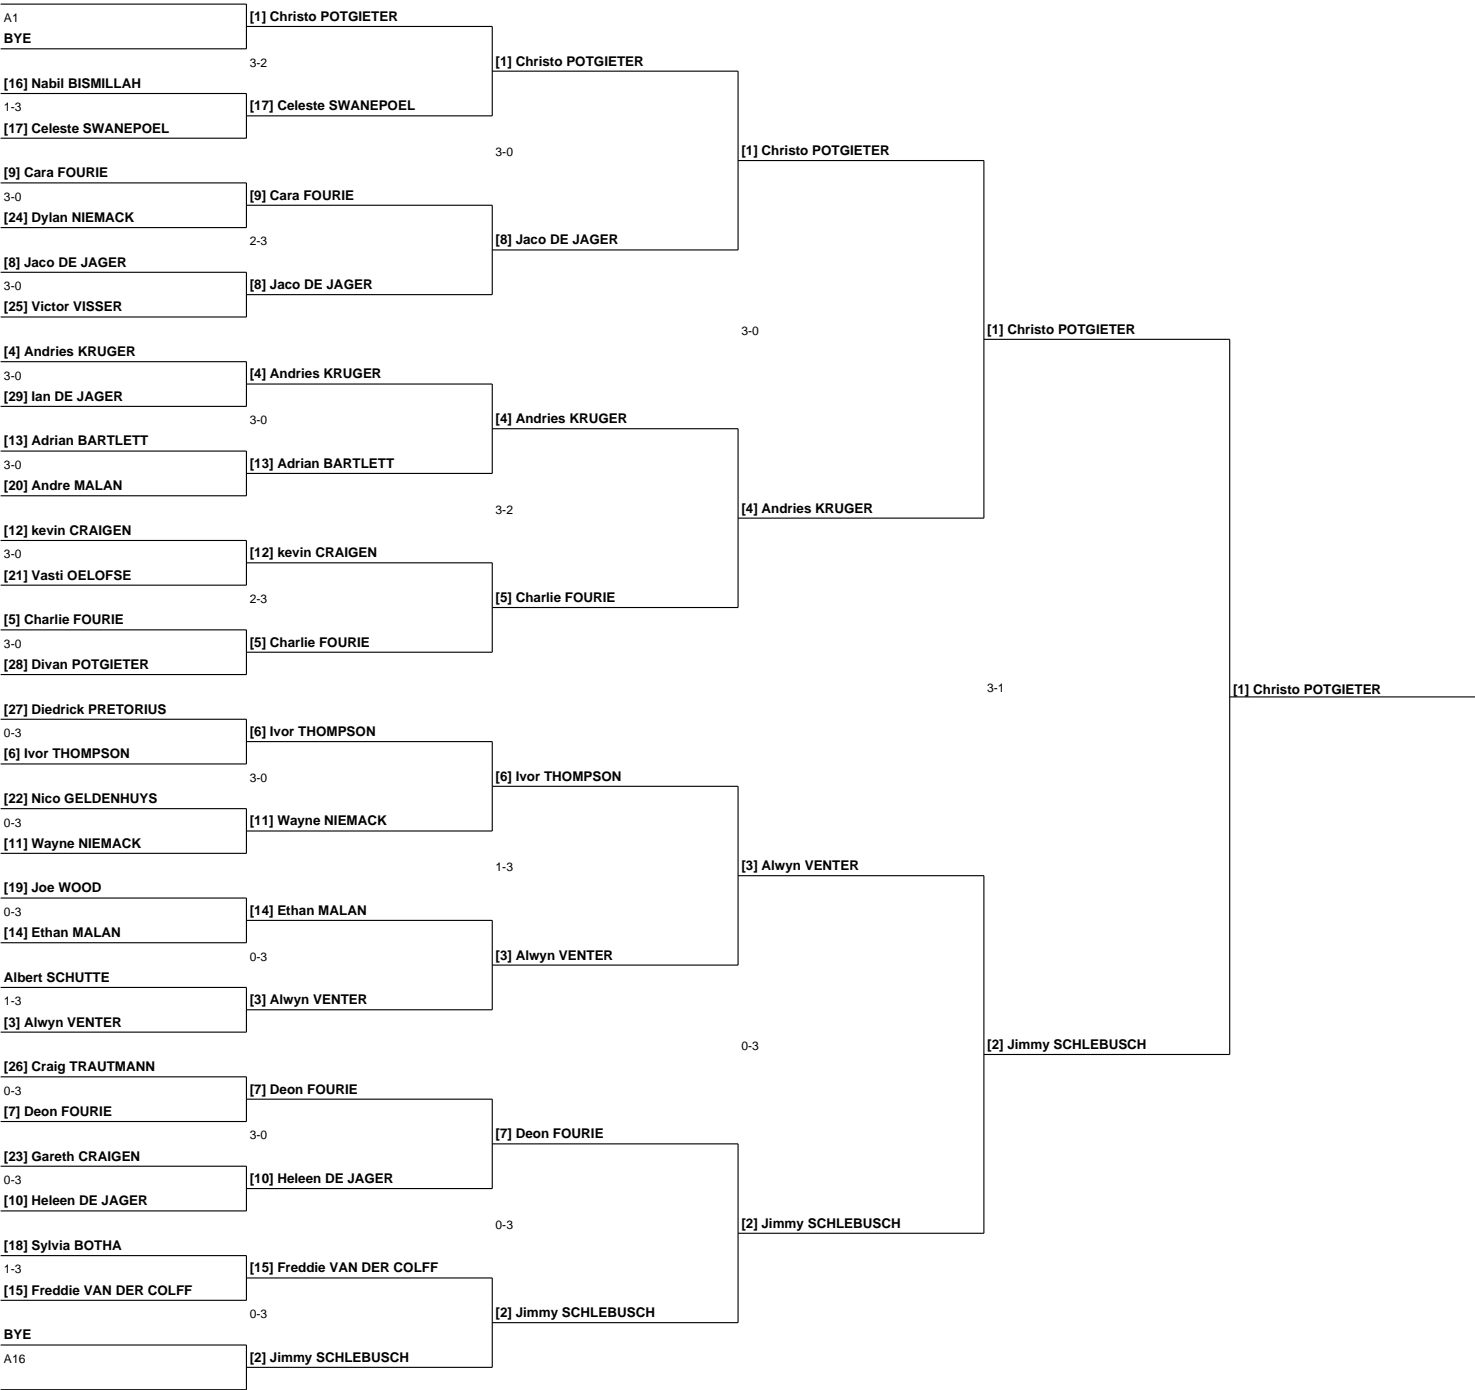 A1
BYE
[16] Nabil BISMILLAH
1-3
[17] Celeste SWANEPOEL
[9] Cara FOURIE
3-0
[24] Dylan NIEMACK
[8] Jaco DE JAGER
3-0
[25] Victor VISSER
[4] Andries KRUGER
3-0
[29] Ian DE JAGER
[13] Adrian BARTLETT
3-0
[20] Andre MALAN
[12] kevin CRAIGEN
3-0
[21] Vasti OELOFSE
[5] Charlie FOURIE
3-0
[28] Divan POTGIETER
[27] Diedrick PRETORIUS
0-3
[6] Ivor THOMPSON
[22] Nico GELDENHUYS
0-3
[11] Wayne NIEMACK
[19] Joe WOOD
0-3
[14] Ethan MALAN
Albert SCHUTTE
1-3
[3] Alwyn VENTER
[26] Craig TRAUTMANN
0-3
[7] Deon FOURIE
[23] Gareth CRAIGEN
0-3
[10] Heleen DE JAGER
[18] Sylvia BOTHA
1-3
[15] Freddie VAN DER COLFF
BYE
A16
[1] Christo POTGIETER
3-2
[17] Celeste SWANEPOEL
[9] Cara FOURIE
2-3
[8] Jaco DE JAGER
[4] Andries KRUGER
3-0
[13] Adrian BARTLETT
[12] kevin CRAIGEN
2-3
[5] Charlie FOURIE
[6] Ivor THOMPSON
3-0
[11] Wayne NIEMACK
[14] Ethan MALAN
0-3
[3] Alwyn VENTER
[7] Deon FOURIE
3-0
[10] Heleen DE JAGER
[15] Freddie VAN DER COLFF
0-3
[2] Jimmy SCHLEBUSCH
[1] Christo POTGIETER
3-0
[8] Jaco DE JAGER
[4] Andries KRUGER
3-2
[5] Charlie FOURIE
[6] Ivor THOMPSON
1-3
[3] Alwyn VENTER
[7] Deon FOURIE
0-3
[2] Jimmy SCHLEBUSCH
[1] Christo POTGIETER
3-0
[4] Andries KRUGER
[3] Alwyn VENTER
0-3
[2] Jimmy SCHLEBUSCH
[1] Christo POTGIETER
3-1
[2] Jimmy SCHLEBUSCH
[1] Christo POTGIETER